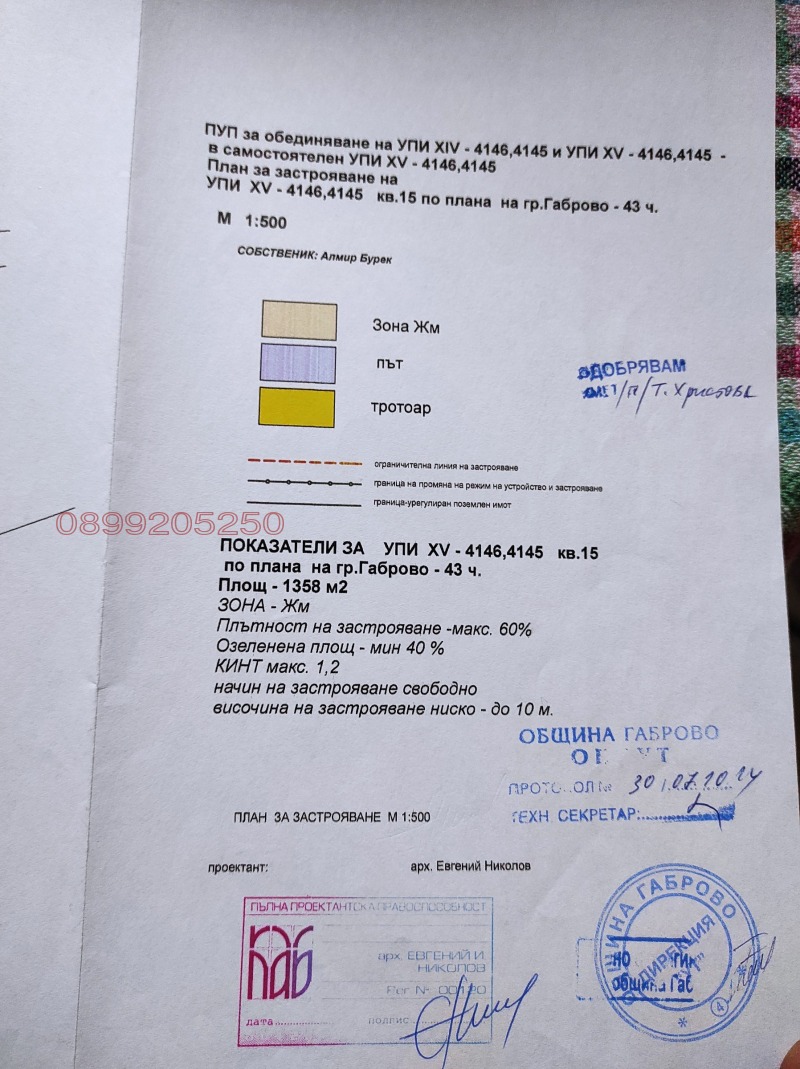 ПУП за обединяване на УПИ XIV - 4146,4145 и УПИ XV - 4146,4145 -
в самостоятелен УПИ XV - 4146,4145
План за застрояване на
УПИ XV - 4146,4145 кв.15 по плана на гр.Габрово - 43 ч.
М 1:500
СОБСТВЕНИК: Алмир Бурек
Зона Жм
път
ОДОБРЯВАМ
/п/ Т. Христова
тротоар
ограничителна линия на застрояване
граница на промяна на режим на устройство и застрояване
граница-урегулиран поземлен имот
0899205250
ПОКАЗАТЕЛИ ЗА УПИ XV - 4146,4145 кв.15
по плана на гр.Габрово - 43 ч.
Площ - 1358 м2
ЗОНА - Жм
Плътност на застрояване -макс. 60%
Озеленена площ - мин 40 %
КИНТ макс. 1,2
начин на застрояване свободно
височина на застрояване ниско - до 10 м.
ОБЩИНА ГАБРОВО
ТЕХН. СЕКРЕТАР:
ПЛАН ЗА ЗАСТРОЯВАНЕ М 1:500
проектант: арх. Евгений Николов
ПЪЛНА ПРОЕКТАНТСКА ПРАВОСПОСОБНОСТ
арх. ЕВГЕНИЙ И.
НИКОЛОВ
Рег №
дата
подпис
ОБЩИНА ГАБРОВО